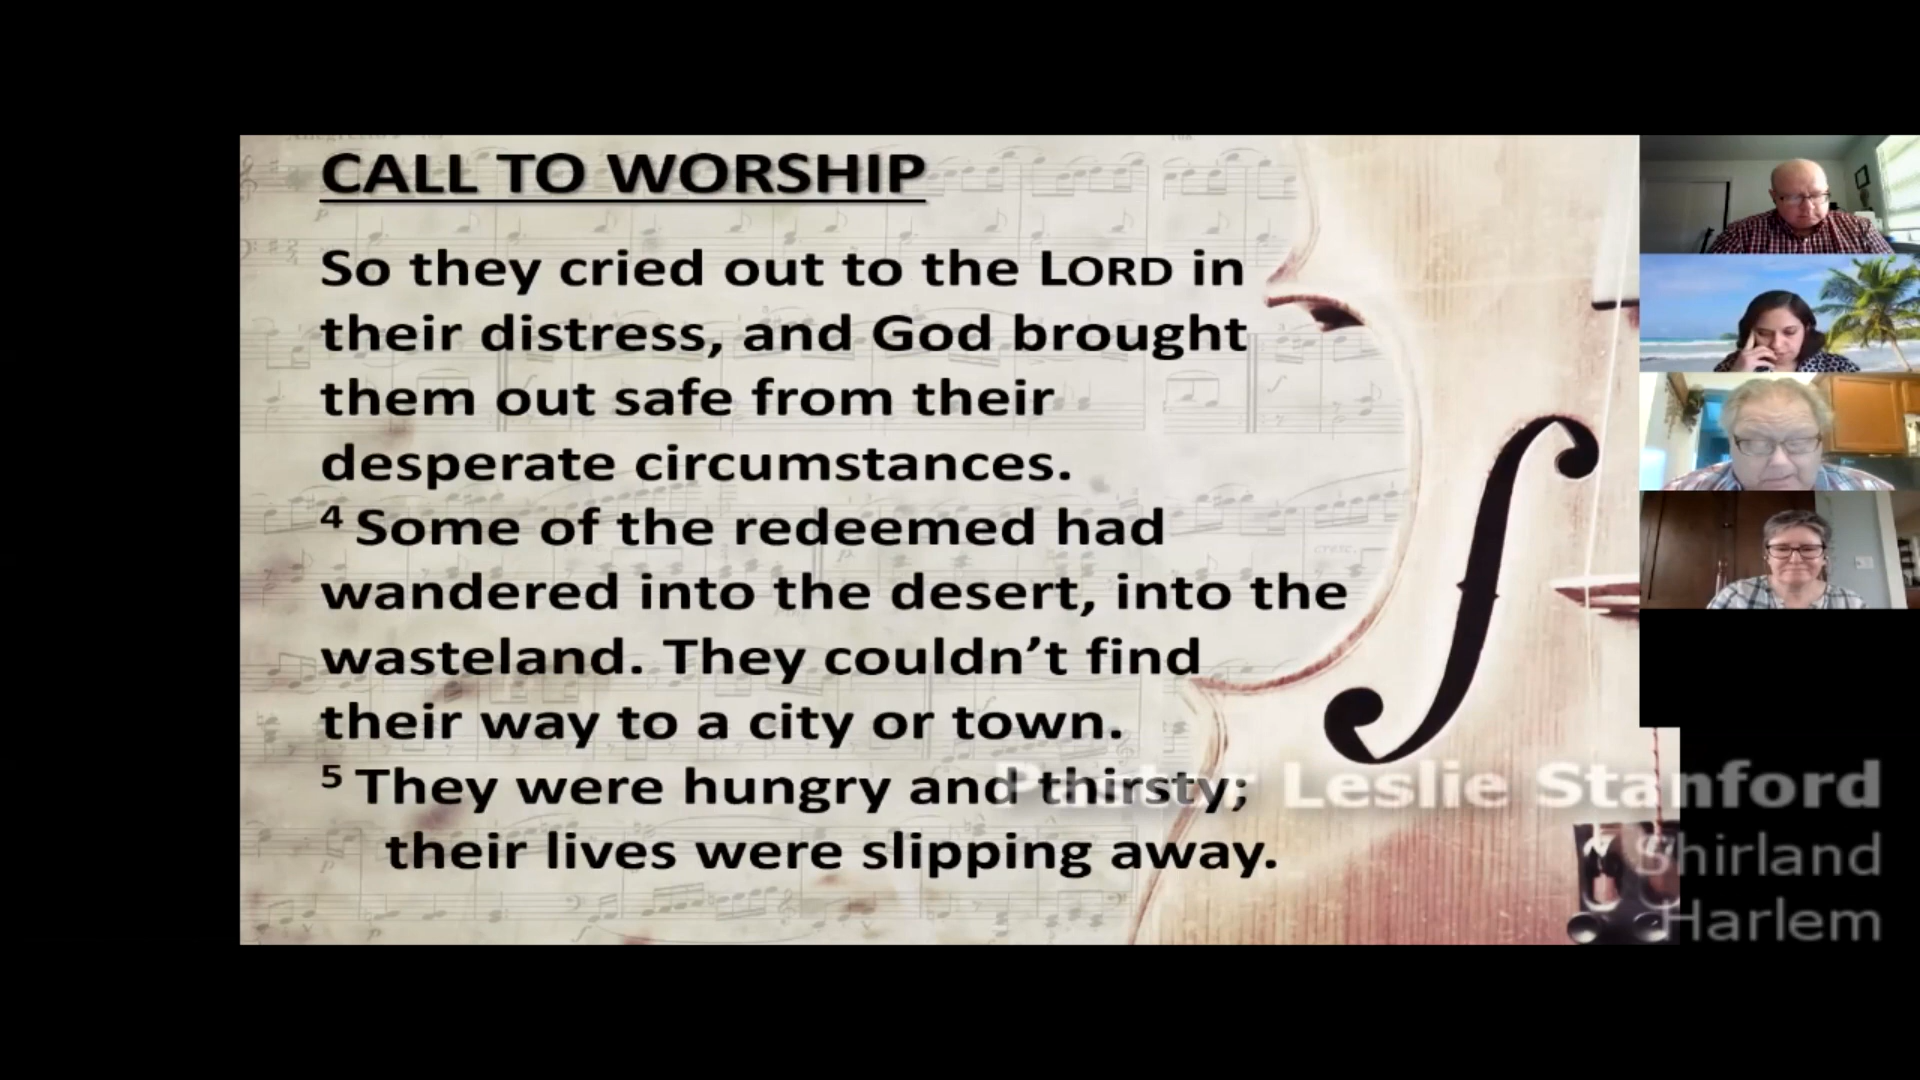 CALL TO WORSHIP
So they cried out to the LORD in
their distress, and God brought
them out safe from their
desperate circumstances.
4 Some of the redeemed had
wandered into the desert, into the
wasteland. They couldn’t find
their way to a city or town.
5 They were hungry and thirsty;
their lives were slipping away.
Pastor Leslie Stanford
Shirland
Harlem